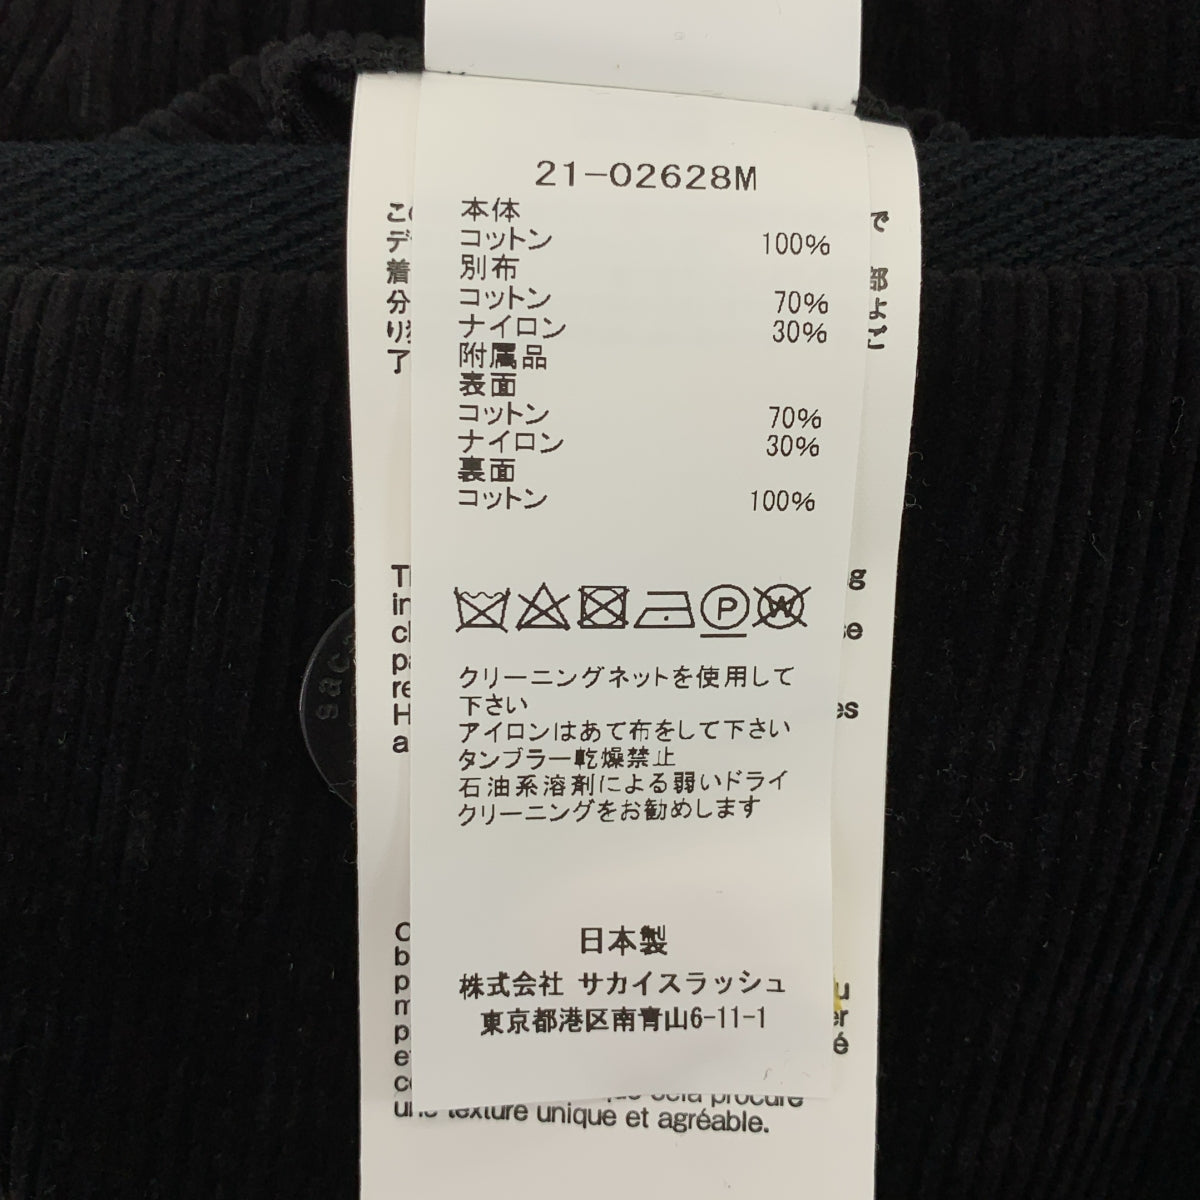 21-02628M
本体
コットン 100%
別布
コットン 70%
ナイロン 30%
附属品
表面
コットン 70%
ナイロン 30%
裏面
コットン 100%
P W
クリーニングネットを使用して
下さい
アイロンはあて布をして下さい
タンブラー乾燥禁止
石油系溶剤による弱いドライ
クリーニングをお勧めします
日本製
株式会社 サカイスラッシュ
東京都港区南青山6-11-1
cela procure
une texture unique et agréable.